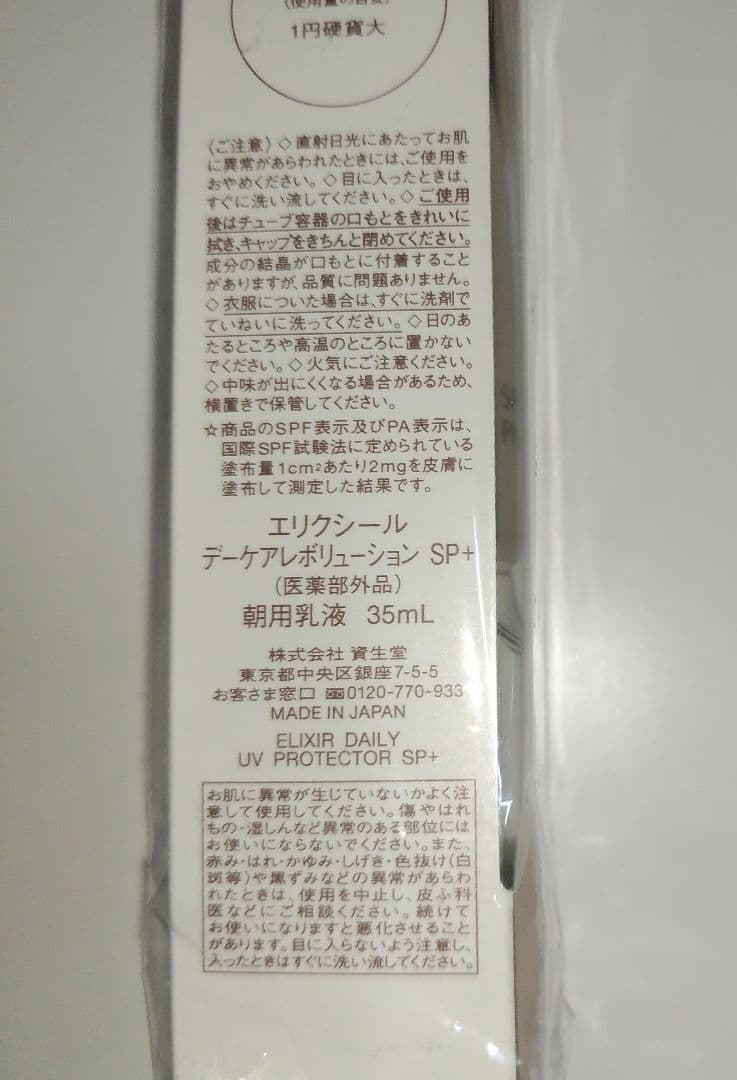 (使用量の目安)
1円硬貨大
〈ご注意〉◇直射日光にあたってお肌
に異常があらわれたときには、ご使用を
おやめください。◇目に入ったときは、
すぐに洗い流してください。◇ご使用
後はチューブ容器の口もとをきれいに
拭き、キャップをきちんと閉めてください。
成分の結晶が口もとに付着すること
がありますが、品質に問題ありません。
◇衣服についた場合は、すぐに洗剤で
ていねいに洗ってください。◇日のあ
たるところや高温のところに置かない
でください。◇火気にご注意ください。
◇中味が出にくくなる場合があるため、
横置きで保管してください。
☆商品のSPF表示及びPA表示は、
国際SPF試験法に定められている
塗布量1cm²あたり2mgを皮膚に
塗布して測定した結果です。
エリクシール
デーケアレボリューション SP+
(医薬部外品)
朝用乳液 35mL
株式会社 資生堂
東京都中央区銀座7-5-5
お客さま窓口 0120-770-933
MADE IN JAPAN
ELIXIR DAILY
UV PROTECTOR SP+
お肌に異常が生じていないかよく注
意して使用してください。傷やはれ
もの・湿しんなど異常のある部位には
お使いにならないでください。また、
赤み・はれ・かゆみ・しげき・色抜け(白
斑等)や黒ずみなどの異常があらわ
れたときは、使用を中止し、皮ふ科
医などにご相談ください。続けて
お使いになりますと悪化させること
があります。目に入らないよう注意し、
入ったときはすぐに洗い流してください。